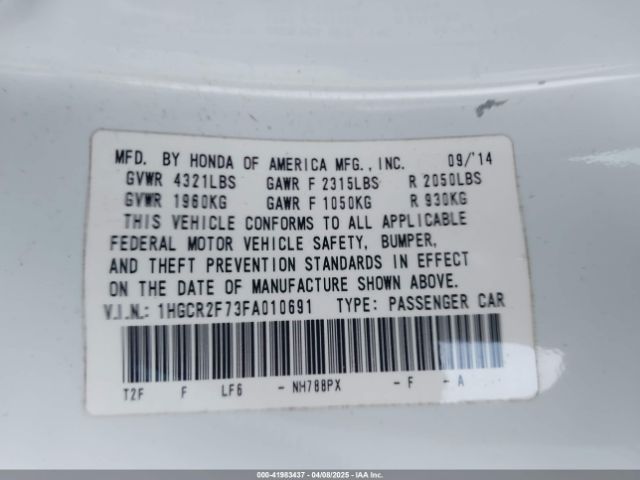 MFD. BY HONDA OF AMERICA MFG., INC. 09/'14
GVWR 4321LBS GAWR F 2315LBS R 2050LBS
GVWR 1960KG GAWR F 1050KG R 930KG
THIS VEHICLE CONFORMS TO ALL APPLICABLE
FEDERAL MOTOR VEHICLE SAFETY, BUMPER,
AND THEFT PREVENTION STANDARDS IN EFFECT
ON THE DATE OF MANUFACTURE SHOWN ABOVE.
V.I.N.: 1HGCR2F73FA010691 TYPE: PASSENGER CAR
T2F F LF6 - NH788PX - F - A
000-41983437 - 04/08/2025 - IAA Inc.